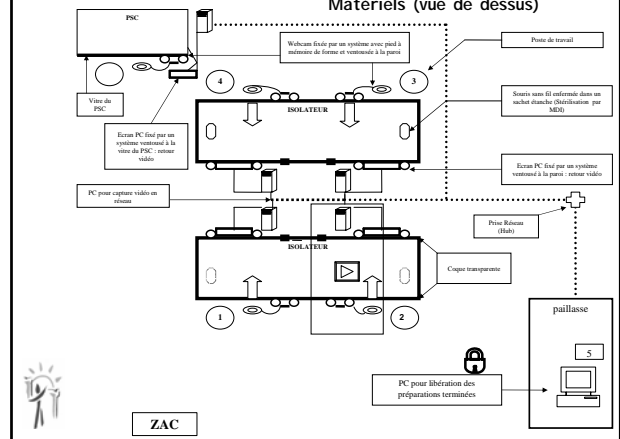 Matériels (vue de dessus)
PSC
Webcam fixée par un système avec pied à
mémoire de forme et ventousé à la paroi
Poste de travail
4
3
Vitre du
PSC
ISOLATEUR
Souris sans fil enfermée dans un
sachet étanche (Stérilisation par
MDI)
Ecran PC fixé par un
système ventousé à la
vitre du PSC : retour
vidéo
Ecran PC fixé par un système
ventousé à la paroi : retour vidéo
PC pour capture vidéo en
réseau
Prise Réseau
(Hub)
ISOLATEUR
Coque transparente
1
2
paillasse
5
PC pour libération des
préparations terminées
ZAC